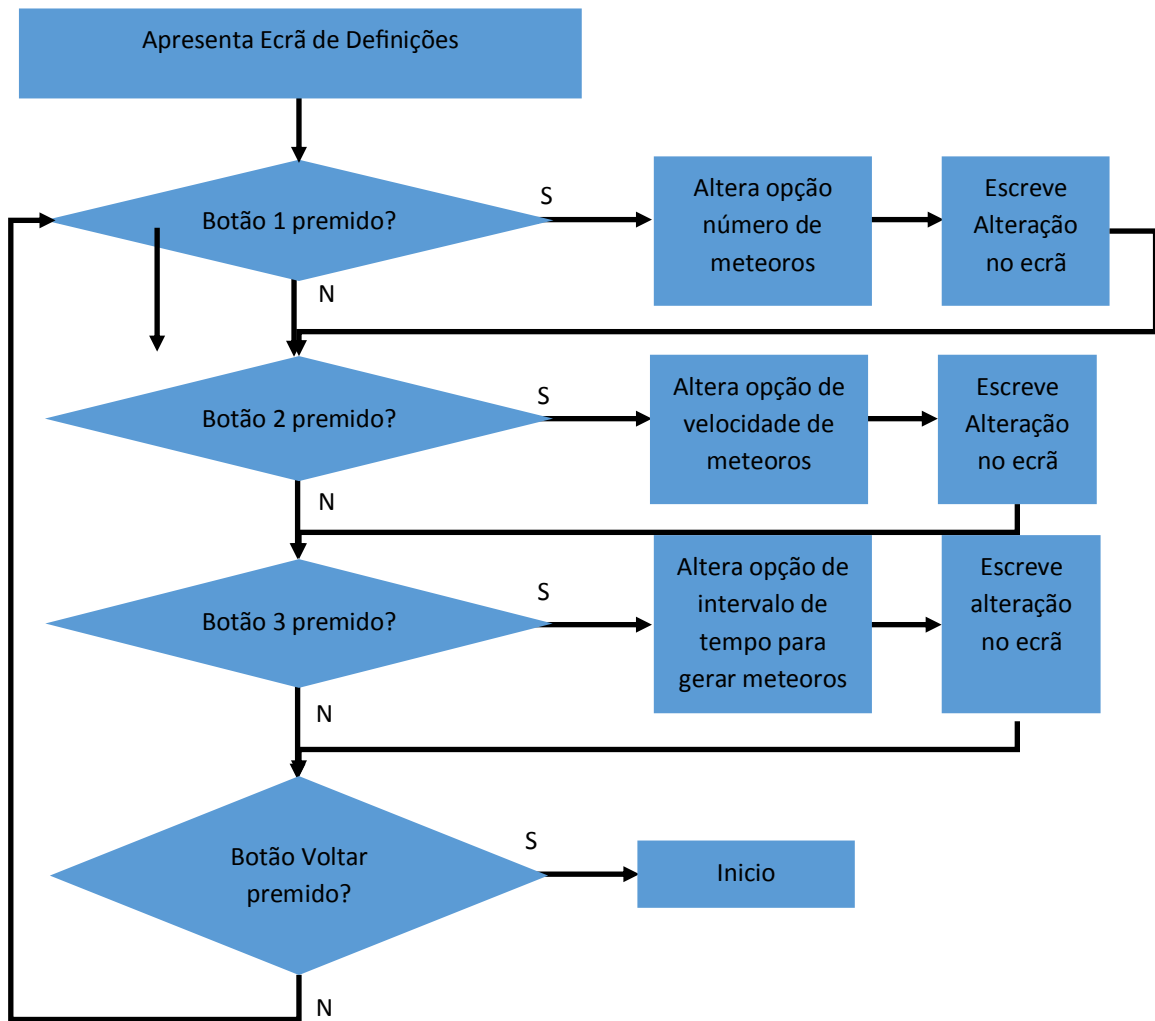 Apresenta Ecrã de Definições
Botão 1 premido?
S
Altera opção
número de
meteoros
Escreve
Alteração
no ecrã
N
Botão 2 premido?
S
Altera opção de
velocidade de
meteoros
Escreve
Alteração
no ecrã
N
Botão 3 premido?
S
Altera opção de
intervalo de
tempo para
gerar meteoros
Escreve
alteração
no ecrã
N
Botão Voltar
premido?
S
Inicio
N